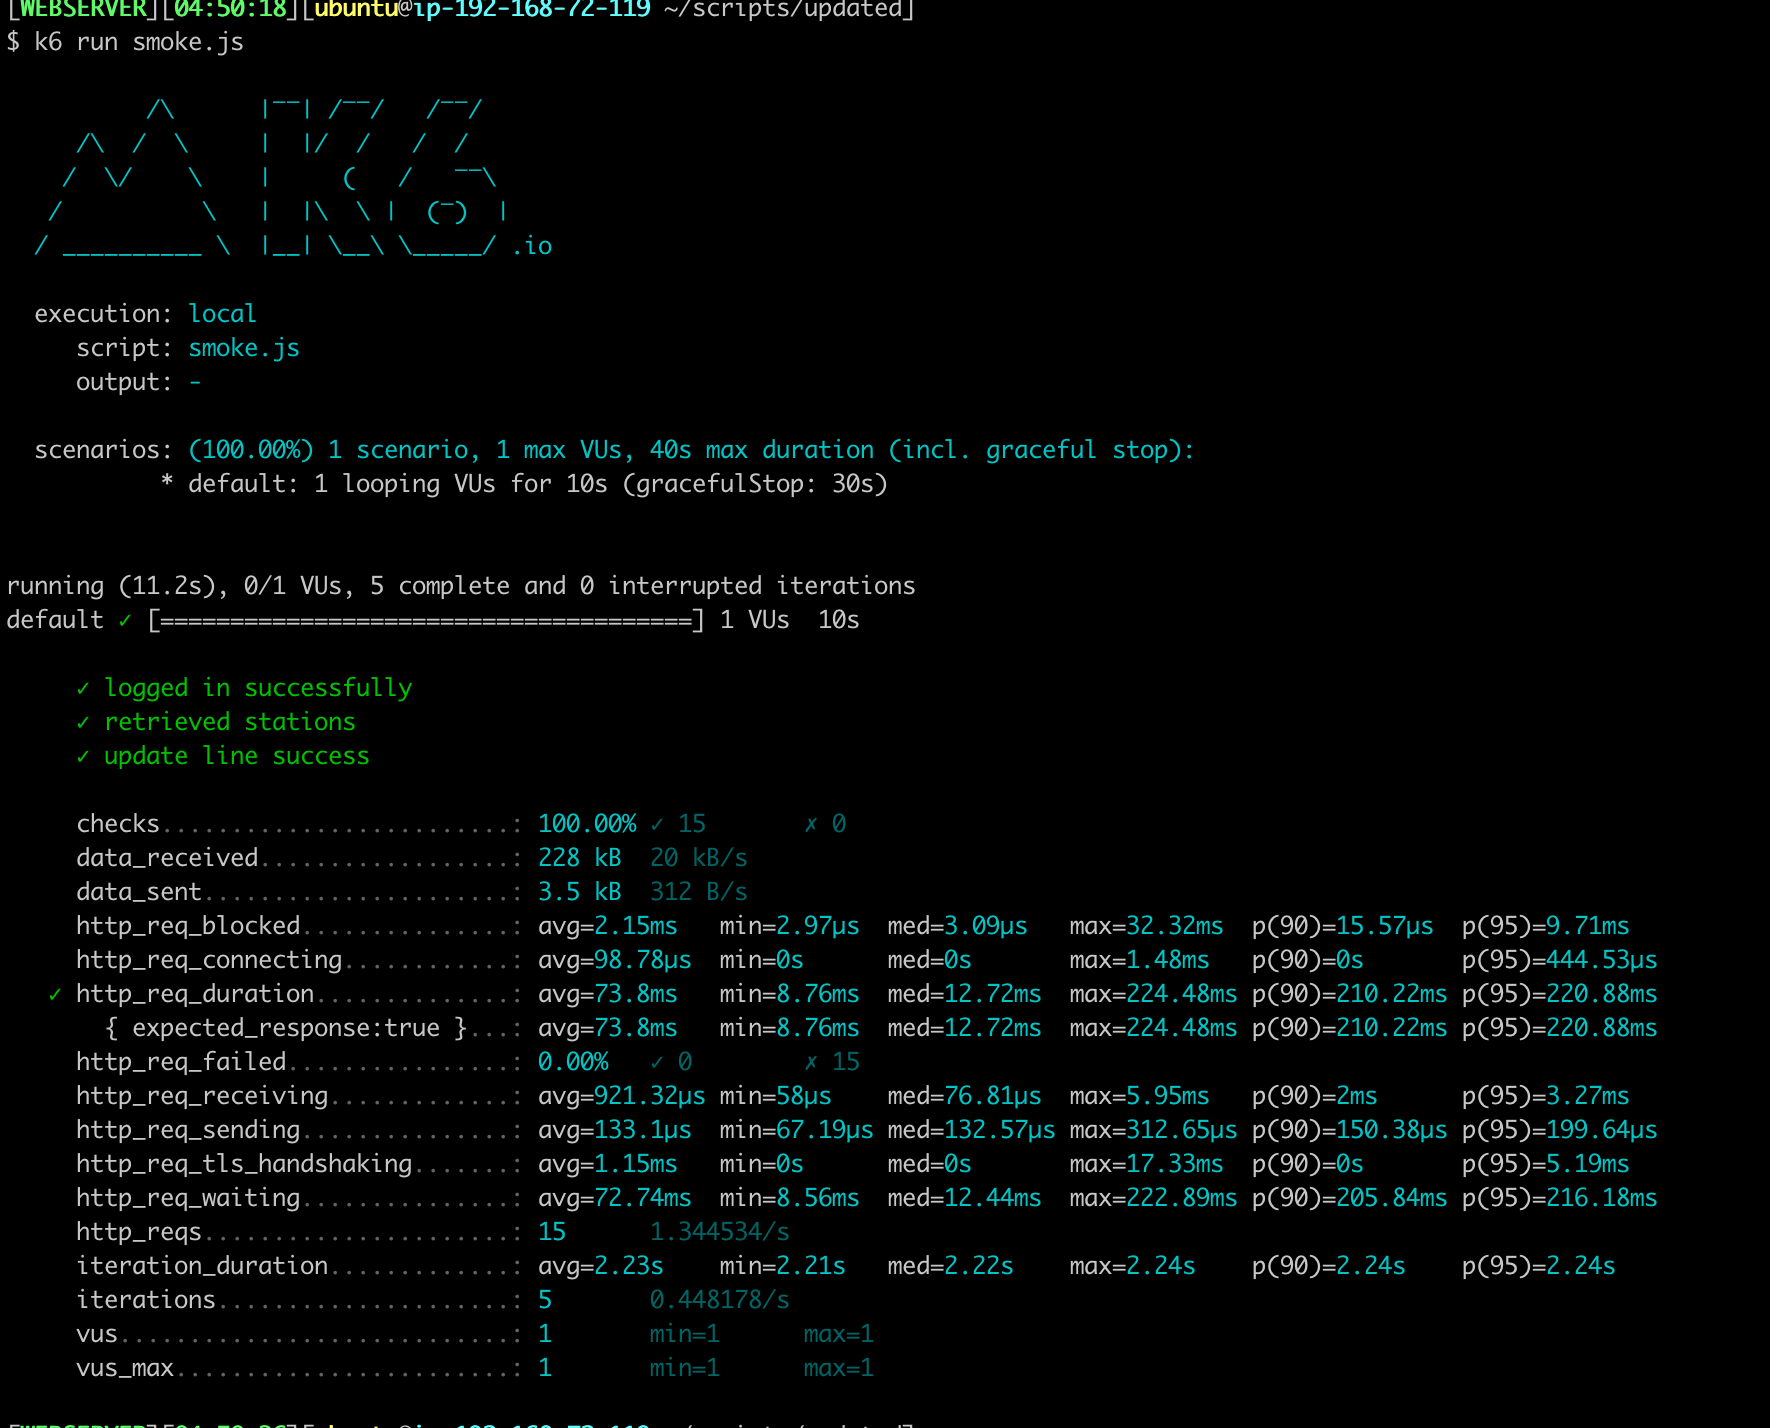 [WEBSERVER][04:50:18][ubuntu@ip-192-168-72-119 ~/scripts/updated]
$ k6 run smoke.js
          /\      |‾‾| /‾‾/   /‾‾/
     /\  /  \     |  |/  /   /  /
    /  \/    \    |     (   /   ‾‾\
   /          \   |  |\  \ |  (‾)  |
  / __________ \  |__| \__\ \_____/ .io
  execution: local
     script: smoke.js
     output: -
  scenarios: (100.00%) 1 scenario, 1 max VUs, 40s max duration (incl. graceful stop):
           * default: 1 looping VUs for 10s (gracefulStop: 30s)
running (11.2s), 0/1 VUs, 5 complete and 0 interrupted iterations
default ✓ [======================================] 1 VUs  10s
     ✓ logged in successfully
     ✓ retrieved stations
     ✓ update line success
     checks.........................: 100.00% ✓ 15       ✗ 0
     data_received..................: 228 kB  20 kB/s
     data_sent......................: 3.5 kB  312 B/s
     http_req_blocked...............: avg=2.15ms   min=2.97µs  med=3.09µs   max=32.32ms  p(90)=15.57µs  p(95)=9.71ms
     http_req_connecting............: avg=98.78µs  min=0s      med=0s       max=1.48ms   p(90)=0s       p(95)=444.53µs
   ✓ http_req_duration..............: avg=73.8ms   min=8.76ms  med=12.72ms  max=224.48ms p(90)=210.22ms p(95)=220.88ms
       { expected_response:true }...: avg=73.8ms   min=8.76ms  med=12.72ms  max=224.48ms p(90)=210.22ms p(95)=220.88ms
     http_req_failed................: 0.00%   ✓ 0        ✗ 15
     http_req_receiving.............: avg=921.32µs min=58µs    med=76.81µs  max=5.95ms   p(90)=2ms      p(95)=3.27ms
     http_req_sending...............: avg=133.1µs  min=67.19µs med=132.57µs max=312.65µs p(90)=150.38µs p(95)=199.64µs
     http_req_tls_handshaking.......: avg=1.15ms   min=0s      med=0s       max=17.33ms  p(90)=0s       p(95)=5.19ms
     http_req_waiting...............: avg=72.74ms  min=8.56ms  med=12.44ms  max=222.89ms p(90)=205.84ms p(95)=216.18ms
     http_reqs......................: 15      1.344534/s
     iteration_duration.............: avg=2.23s    min=2.21s   med=2.22s    max=2.24s    p(90)=2.24s    p(95)=2.24s
     iterations.....................: 5       0.448178/s
     vus............................: 1       min=1      max=1
     vus_max........................: 1       min=1      max=1